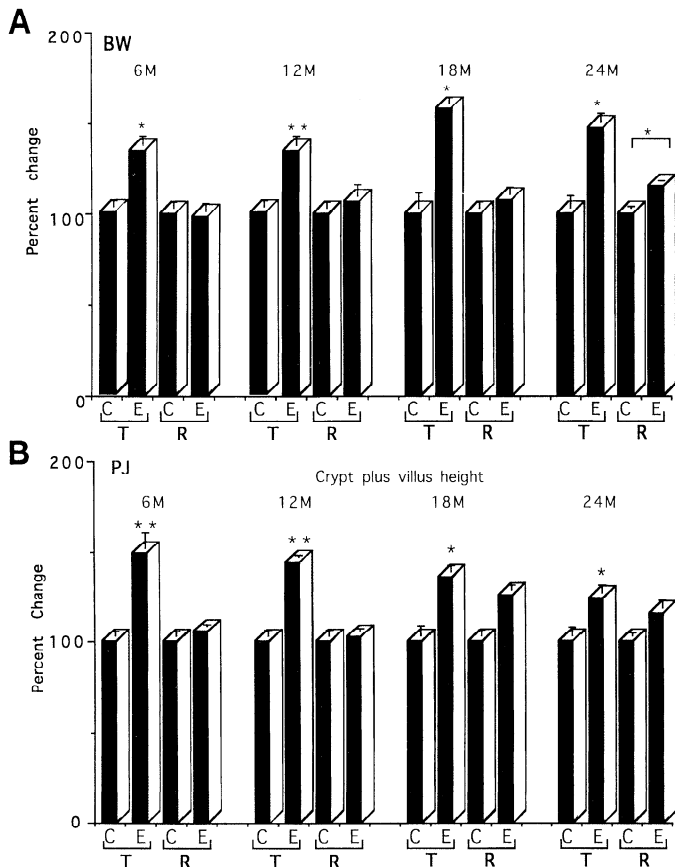 A
200
BW
6M 12M 18M 24M
* ** * * *
Percent change
100
0
C E C E C E C E C E C E C E C E
T R T R T R T R
B
200
PJ
Crypt plus villus height
6M 12M 18M 24M
** ** * *
Percent Change
100
0
C E C E C E C E C E C E C E C E
T R T R T R T R